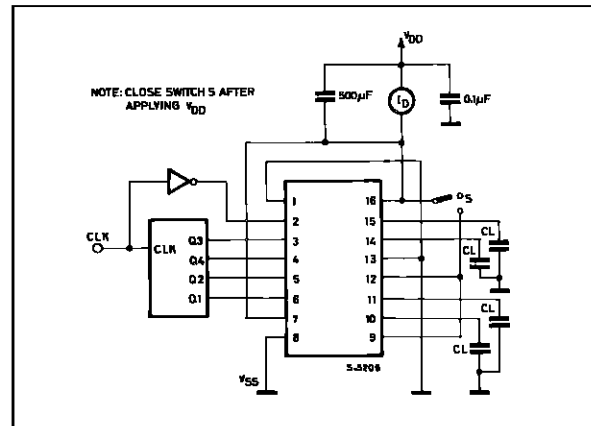 VDD
NOTE: CLOSE SWITCH S AFTER
APPLYING VDD
500µF
ID
0.1µF
1
16
S
2
15
CLK
CLK
Q3
3
14
CL
CL
Q4
4
13
Q2
5
12
Q1
6
11
7
10
CL
CL
8
9
VSS
S-5206